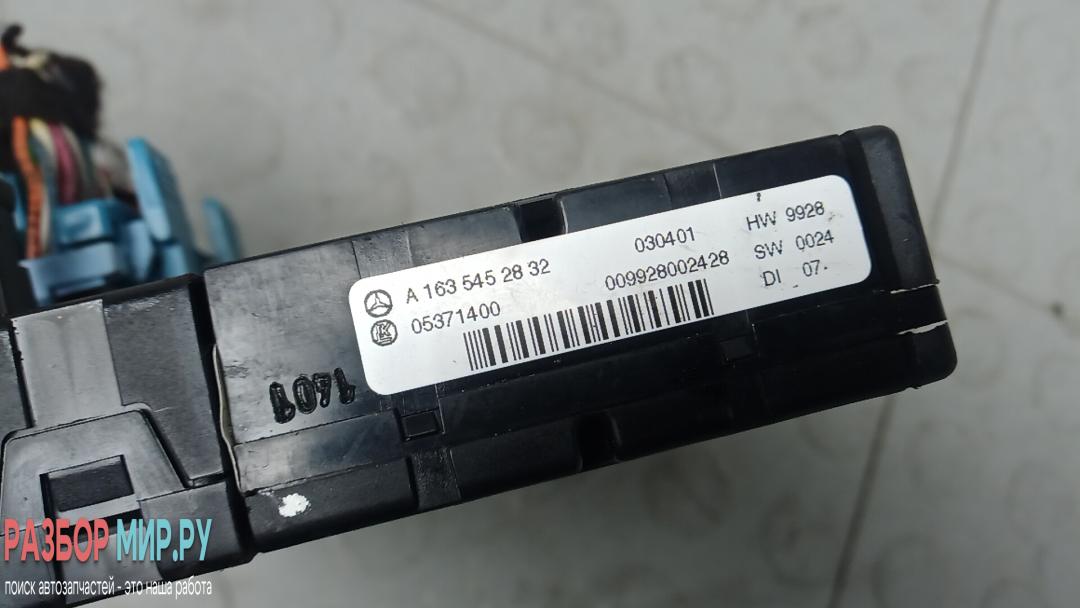 A 163 545 28 32
030401
HW 9928
05371400
009928002428
SW 0024
DI 07.
1401
РАЗБОР МИР.РУ
поиск автозапчастей - это наша работа